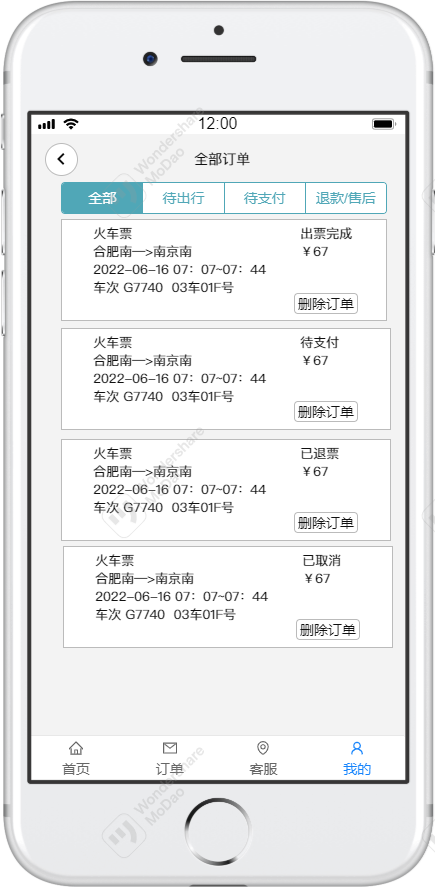 12:00
全部订单
全部 待出行 待支付 退款/售后
火车票 出票完成
合肥南—>南京南 ¥67
2022-06-16 07：07~07：44
车次 G7740 03车01F号
删除订单
火车票 待支付
合肥南—>南京南 ¥67
2022-06-16 07：07~07：44
车次 G7740 03车01F号
删除订单
火车票 已退票
合肥南—>南京南 ¥67
2022-06-16 07：07~07：44
车次 G7740 03车01F号
删除订单
火车票 已取消
合肥南—>南京南 ¥67
2022-06-16 07：07~07：44
车次 G7740 03车01F号
删除订单
首页 订单 客服 我的
Wondershare
MoDao
Wondershare
MoDao
Wondershare
MoDao